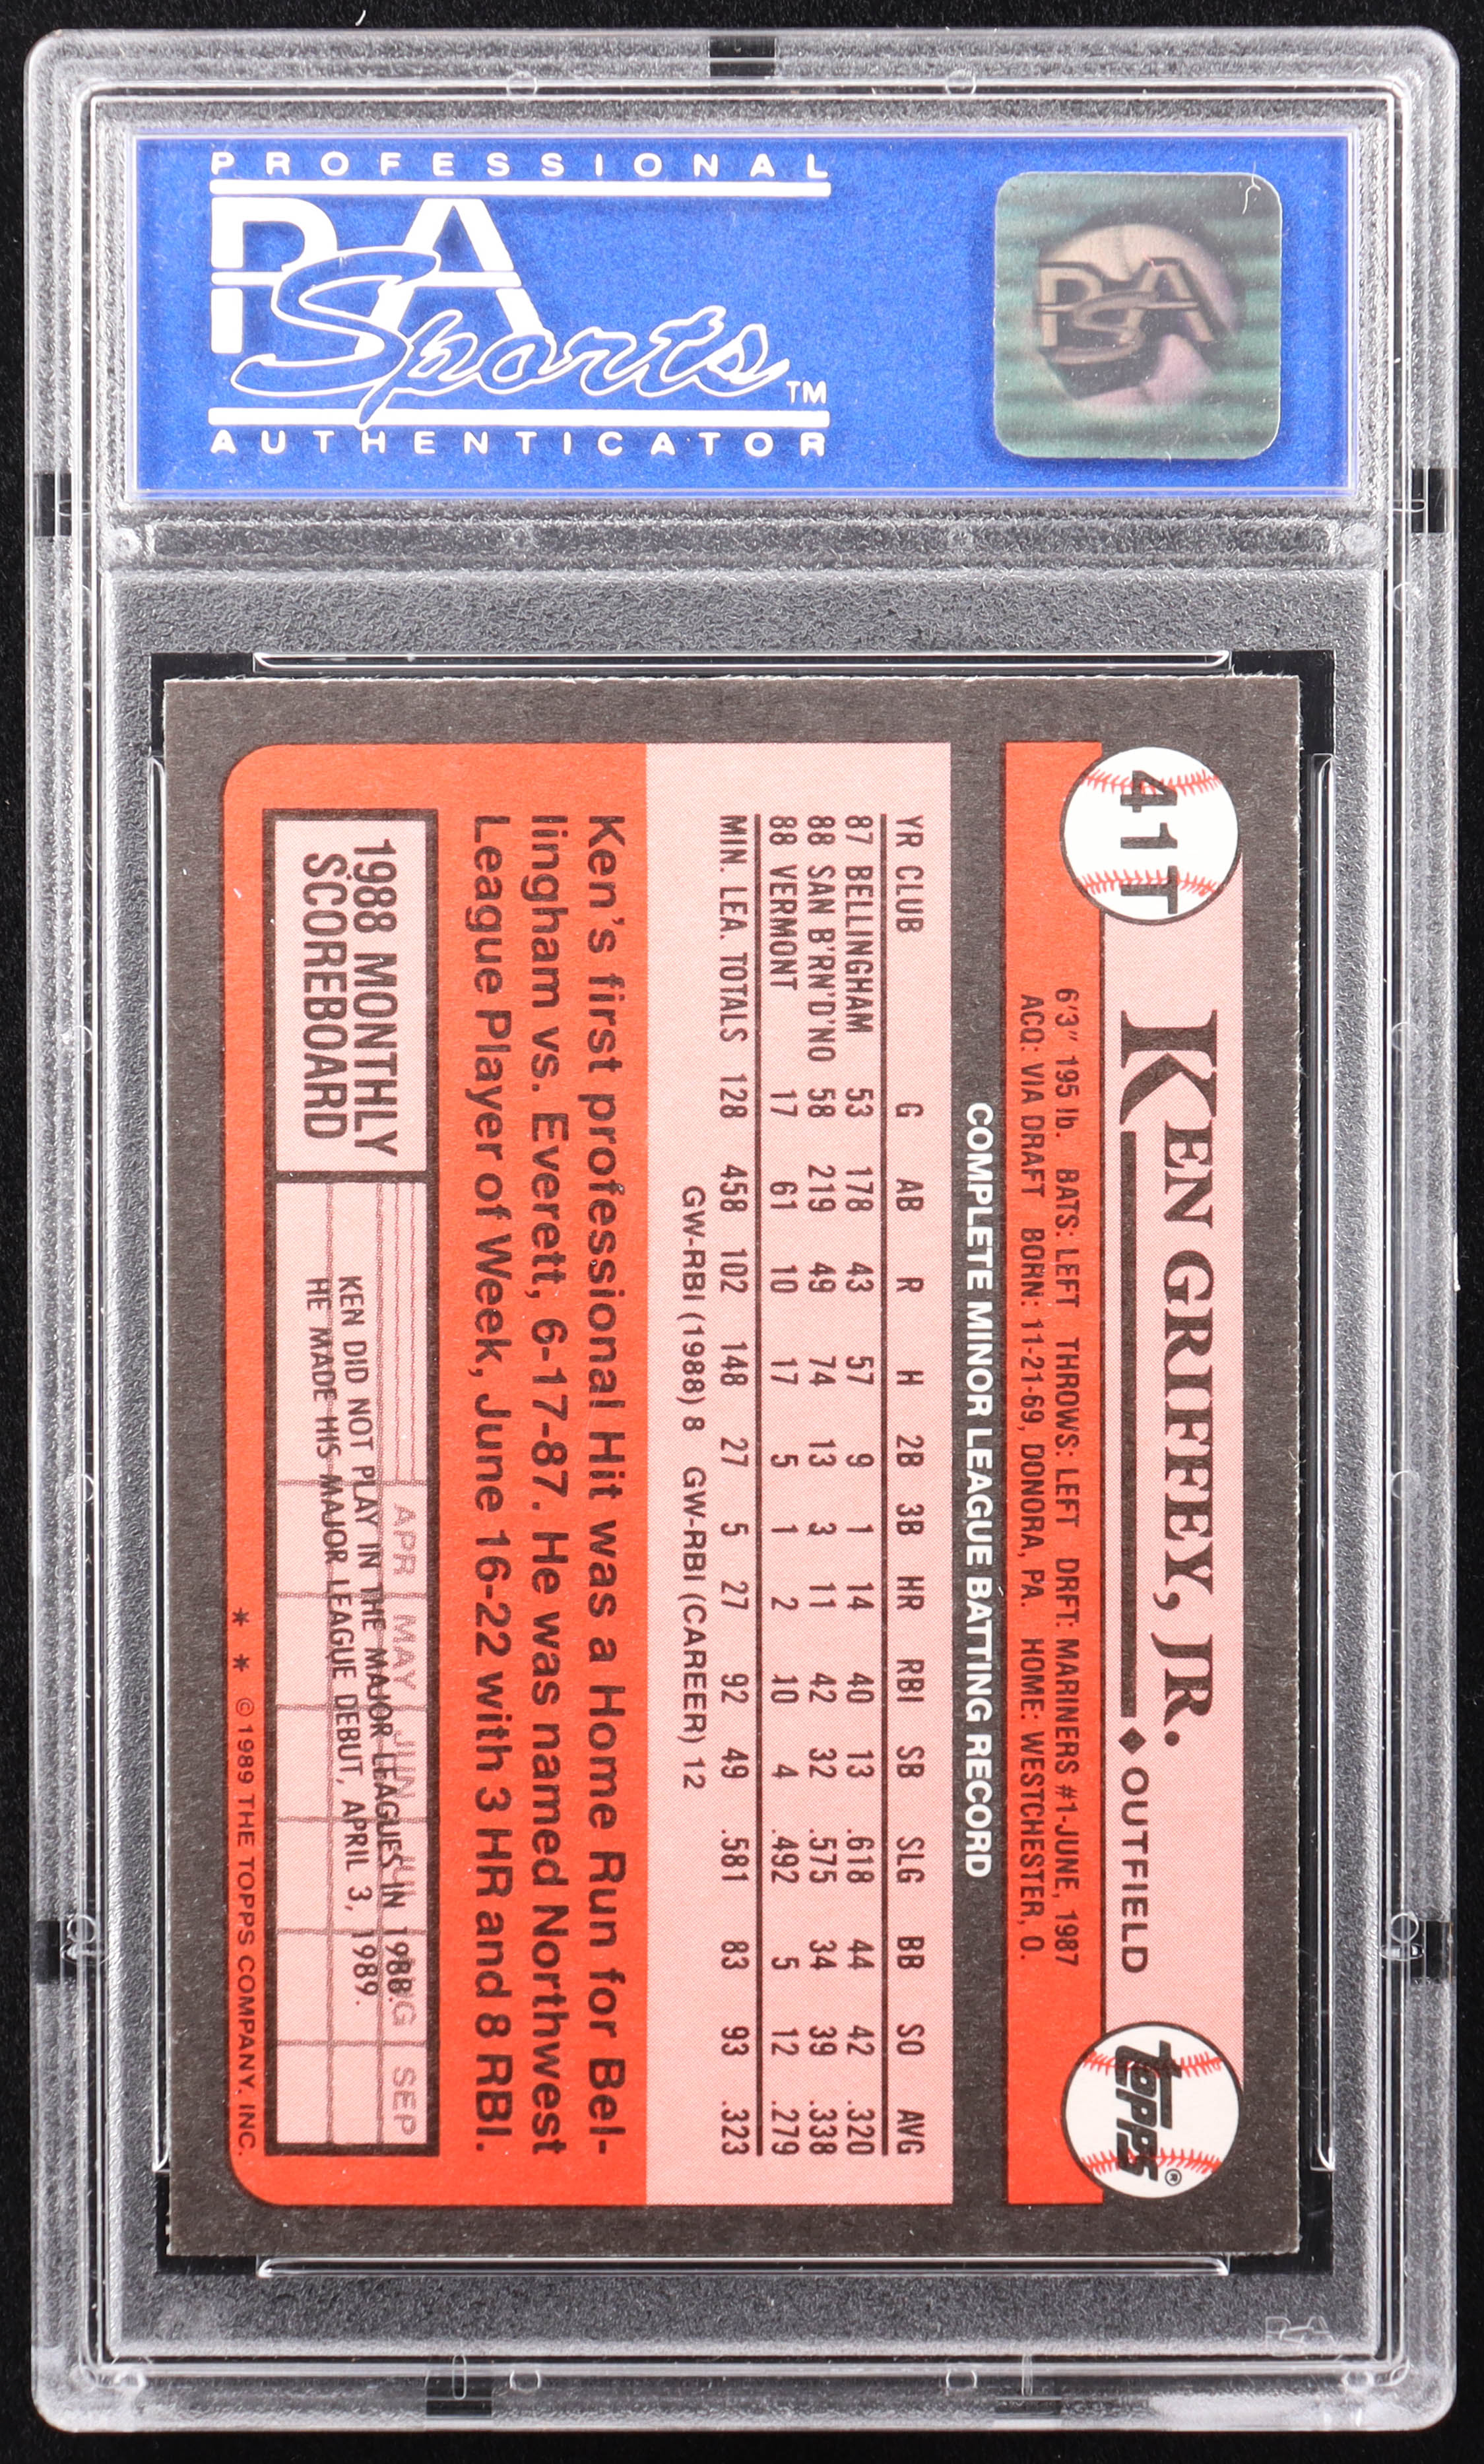 PROFESSIONAL
PSA
Sports™
AUTHENTICATOR
PSA
41T
KEN GRIFFEY, JR. ◆ OUTFIELD
topps®
6'3" 195 lb. BATS: LEFT THROWS: LEFT DRFT: MARINERS #1-JUNE, 1987
ACQ: VIA DRAFT BORN: 11-21-69, DONORA, PA. HOME: WESTCHESTER, O.
COMPLETE MINOR LEAGUE BATTING RECORD
YR CLUB G AB R H 2B 3B HR RBI SB SLG BB SO AVG
87 BELLINGHAM 53 178 43 57 9 1 14 40 13 .618 44 42 .320
88 SAN B'RN'D'NO 58 219 49 74 13 3 11 42 32 .575 34 39 .338
88 VERMONT 17 61 10 17 5 1 2 10 4 .492 5 12 .279
MIN. LEA. TOTALS 128 458 102 148 27 5 27 92 49 .581 83 93 .323
GW-RBI (1988) 8 GW-RBI (CAREER) 12
Ken's first professional Hit was a Home Run for Bel-
lingham vs. Everett, 6-17-87. He was named Northwest
League Player of Week, June 16-22 with 3 HR and 8 RBI.
1988 MONTHLY
SCOREBOARD
APR MAY JUN JUL AUG SEP
KEN DID NOT PLAY IN THE MAJOR LEAGUES IN 1988.
HE MADE HIS MAJOR LEAGUE DEBUT, APRIL 3, 1989.
* * © 1989 THE TOPPS COMPANY, INC.
PSA